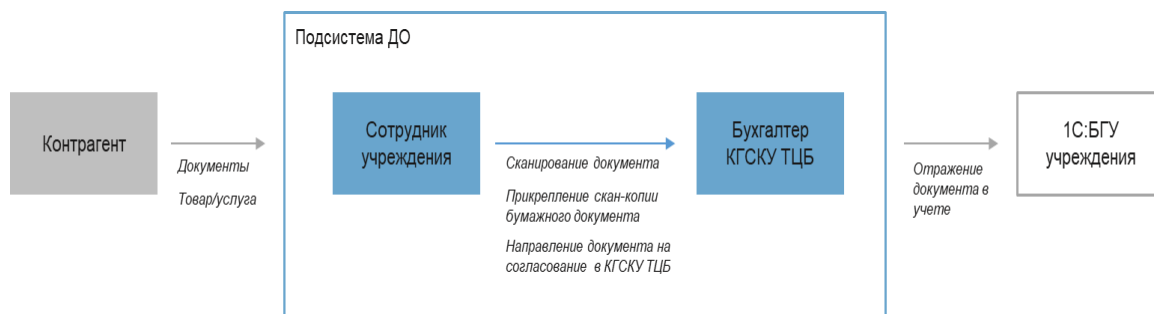 Подсистема ДО
Контрагент
Документы
Товар/услуга
Сотрудник
учреждения
Сканирование документа
Прикрепление скан-копии
бумажного документа
Направление документа на
согласование в КГСКУ ТЦБ
Бухгалтер
КГСКУ ТЦБ
Отражение
документа в
учете
1С:БГУ
учреждения